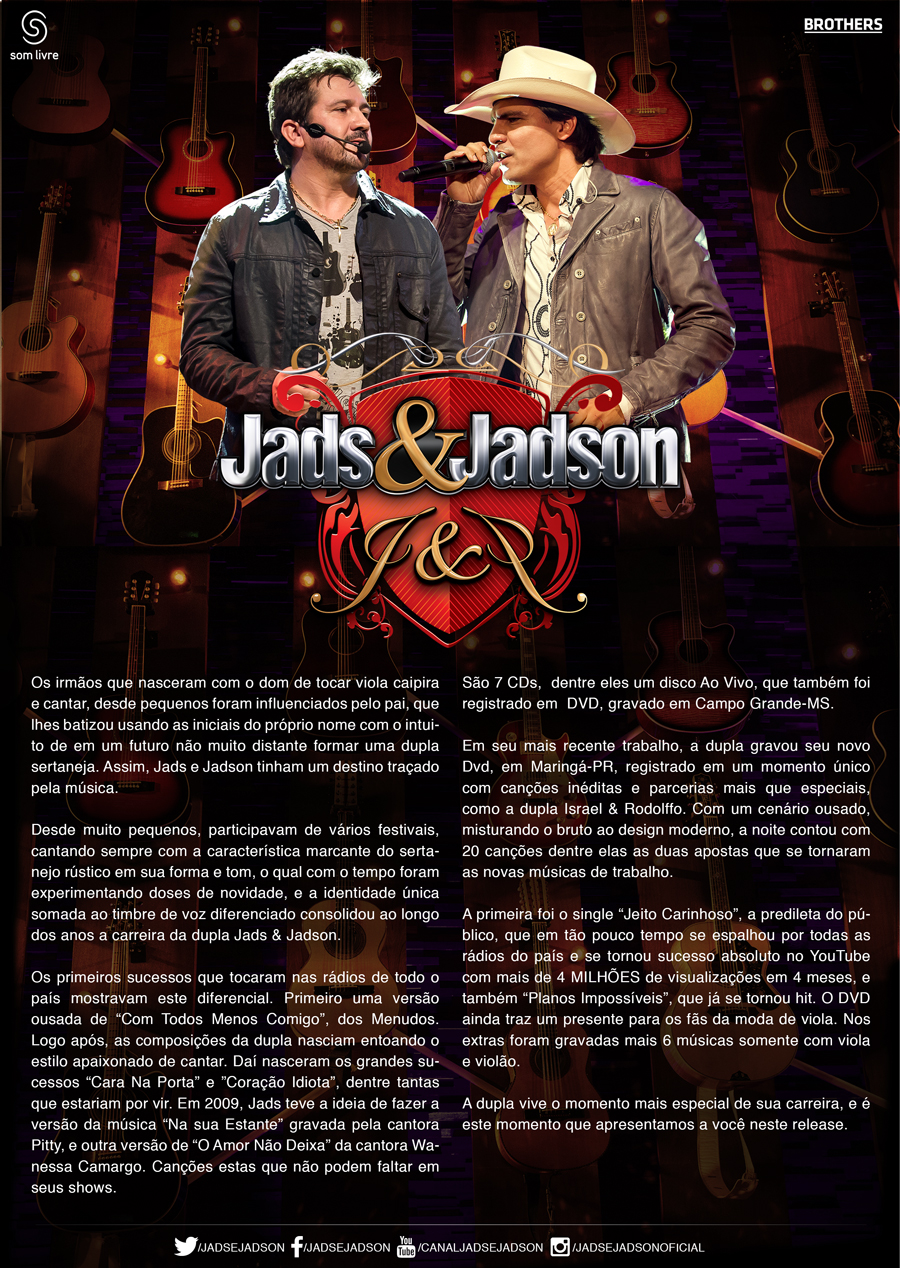 som livre
BROTHERS
Jads & Jadson
J & J
Os irmãos que nasceram com o dom de tocar viola caipira
e cantar, desde pequenos foram influenciados pelo pai, que
lhes batizou usando as iniciais do próprio nome com o intui-
to de em um futuro não muito distante formar uma dupla
sertaneja. Assim, Jads e Jadson tinham um destino traçado
pela música.
Desde muito pequenos, participavam de vários festivais,
cantando sempre com a característica marcante do serta-
nejo rústico em sua forma e tom, o qual com o tempo foram
experimentando doses de novidade, e a identidade única
somada ao timbre de voz diferenciado consolidou ao longo
dos anos a carreira da dupla Jads & Jadson.
Os primeiros sucessos que tocaram nas rádios de todo o
país mostravam este diferencial. Primeiro uma versão
ousada de “Com Todos Menos Comigo”, dos Menudos.
Logo após, as composições da dupla nasciam entoando o
estilo apaixonado de cantar. Daí nasceram os grandes su-
cessos “Cara Na Porta” e ”Coração Idiota”, dentre tantas
que estariam por vir. Em 2009, Jads teve a ideia de fazer a
versão da música “Na sua Estante” gravada pela cantora
Pitty, e outra versão de “O Amor Não Deixa” da cantora Wa-
nessa Camargo. Canções estas que não podem faltar em
seus shows.
São 7 CDs,  dentre eles um disco Ao Vivo, que também foi
registrado em  DVD, gravado em Campo Grande-MS.
Em seu mais recente trabalho, a dupla gravou seu novo
Dvd, em Maringá-PR, registrado em um momento único
com canções inéditas e parcerias mais que especiais,
como a dupla Israel & Rodolffo. Com um cenário ousado,
misturando o bruto ao design moderno, a noite contou com
20 canções dentre elas as duas apostas que se tornaram
as novas músicas de trabalho.
A primeira foi o single “Jeito Carinhoso”, a predileta do pú-
blico, que em tão pouco tempo se espalhou por todas as
rádios do país e se tornou sucesso absoluto no YouTube
com mais de 4 MILHÕES de visualizações em 4 meses, e
também “Planos Impossíveis”, que já se tornou hit. O DVD
ainda traz um presente para os fãs da moda de viola. Nos
extras foram gravadas mais 6 músicas somente com viola
e violão.
A dupla vive o momento mais especial de sua carreira, e é
este momento que apresentamos a você neste release.
/JADSEJADSON f/JADSEJADSON You Tube /CANALJADSEJADSON /JADSEJADSONOFICIAL